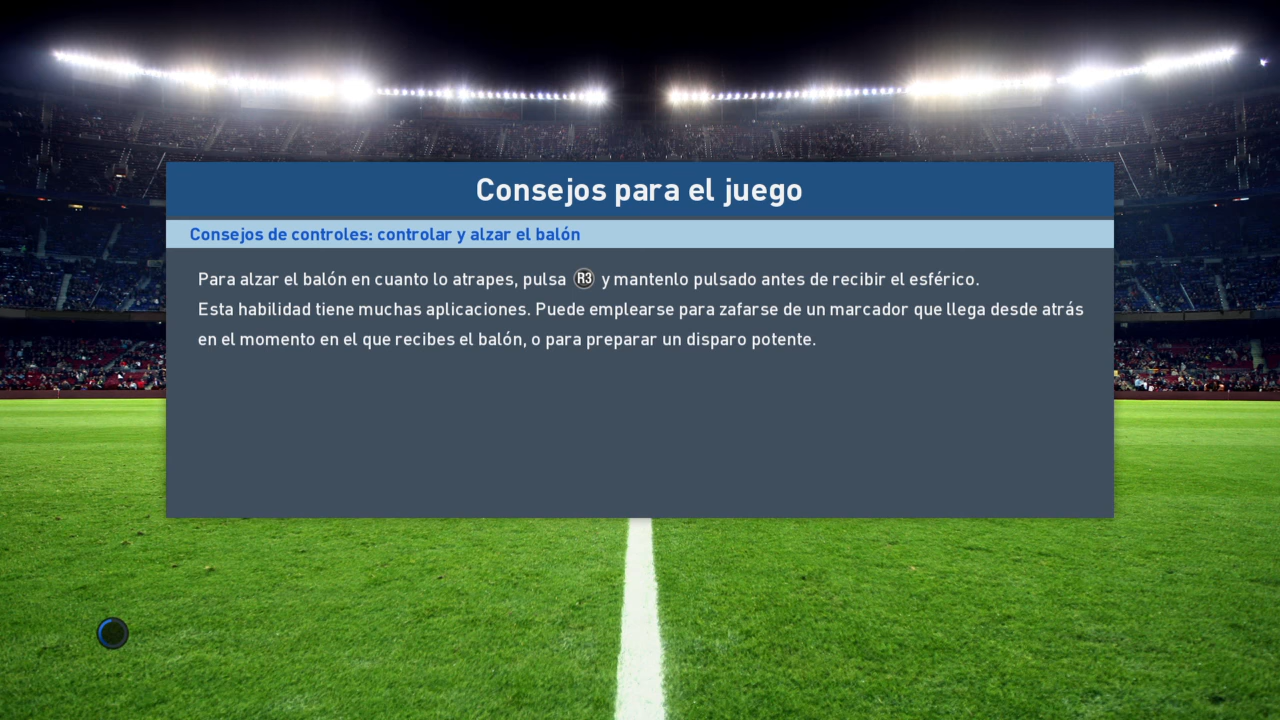 Consejos para el juego
Consejos de controles: controlar y alzar el balón
Para alzar el balón en cuanto lo atrapes, pulsa R3 y mantenlo pulsado antes de recibir el esférico.
Esta habilidad tiene muchas aplicaciones. Puede emplearse para zafarse de un marcador que llega desde atrás
en el momento en el que recibes el balón, o para preparar un disparo potente.